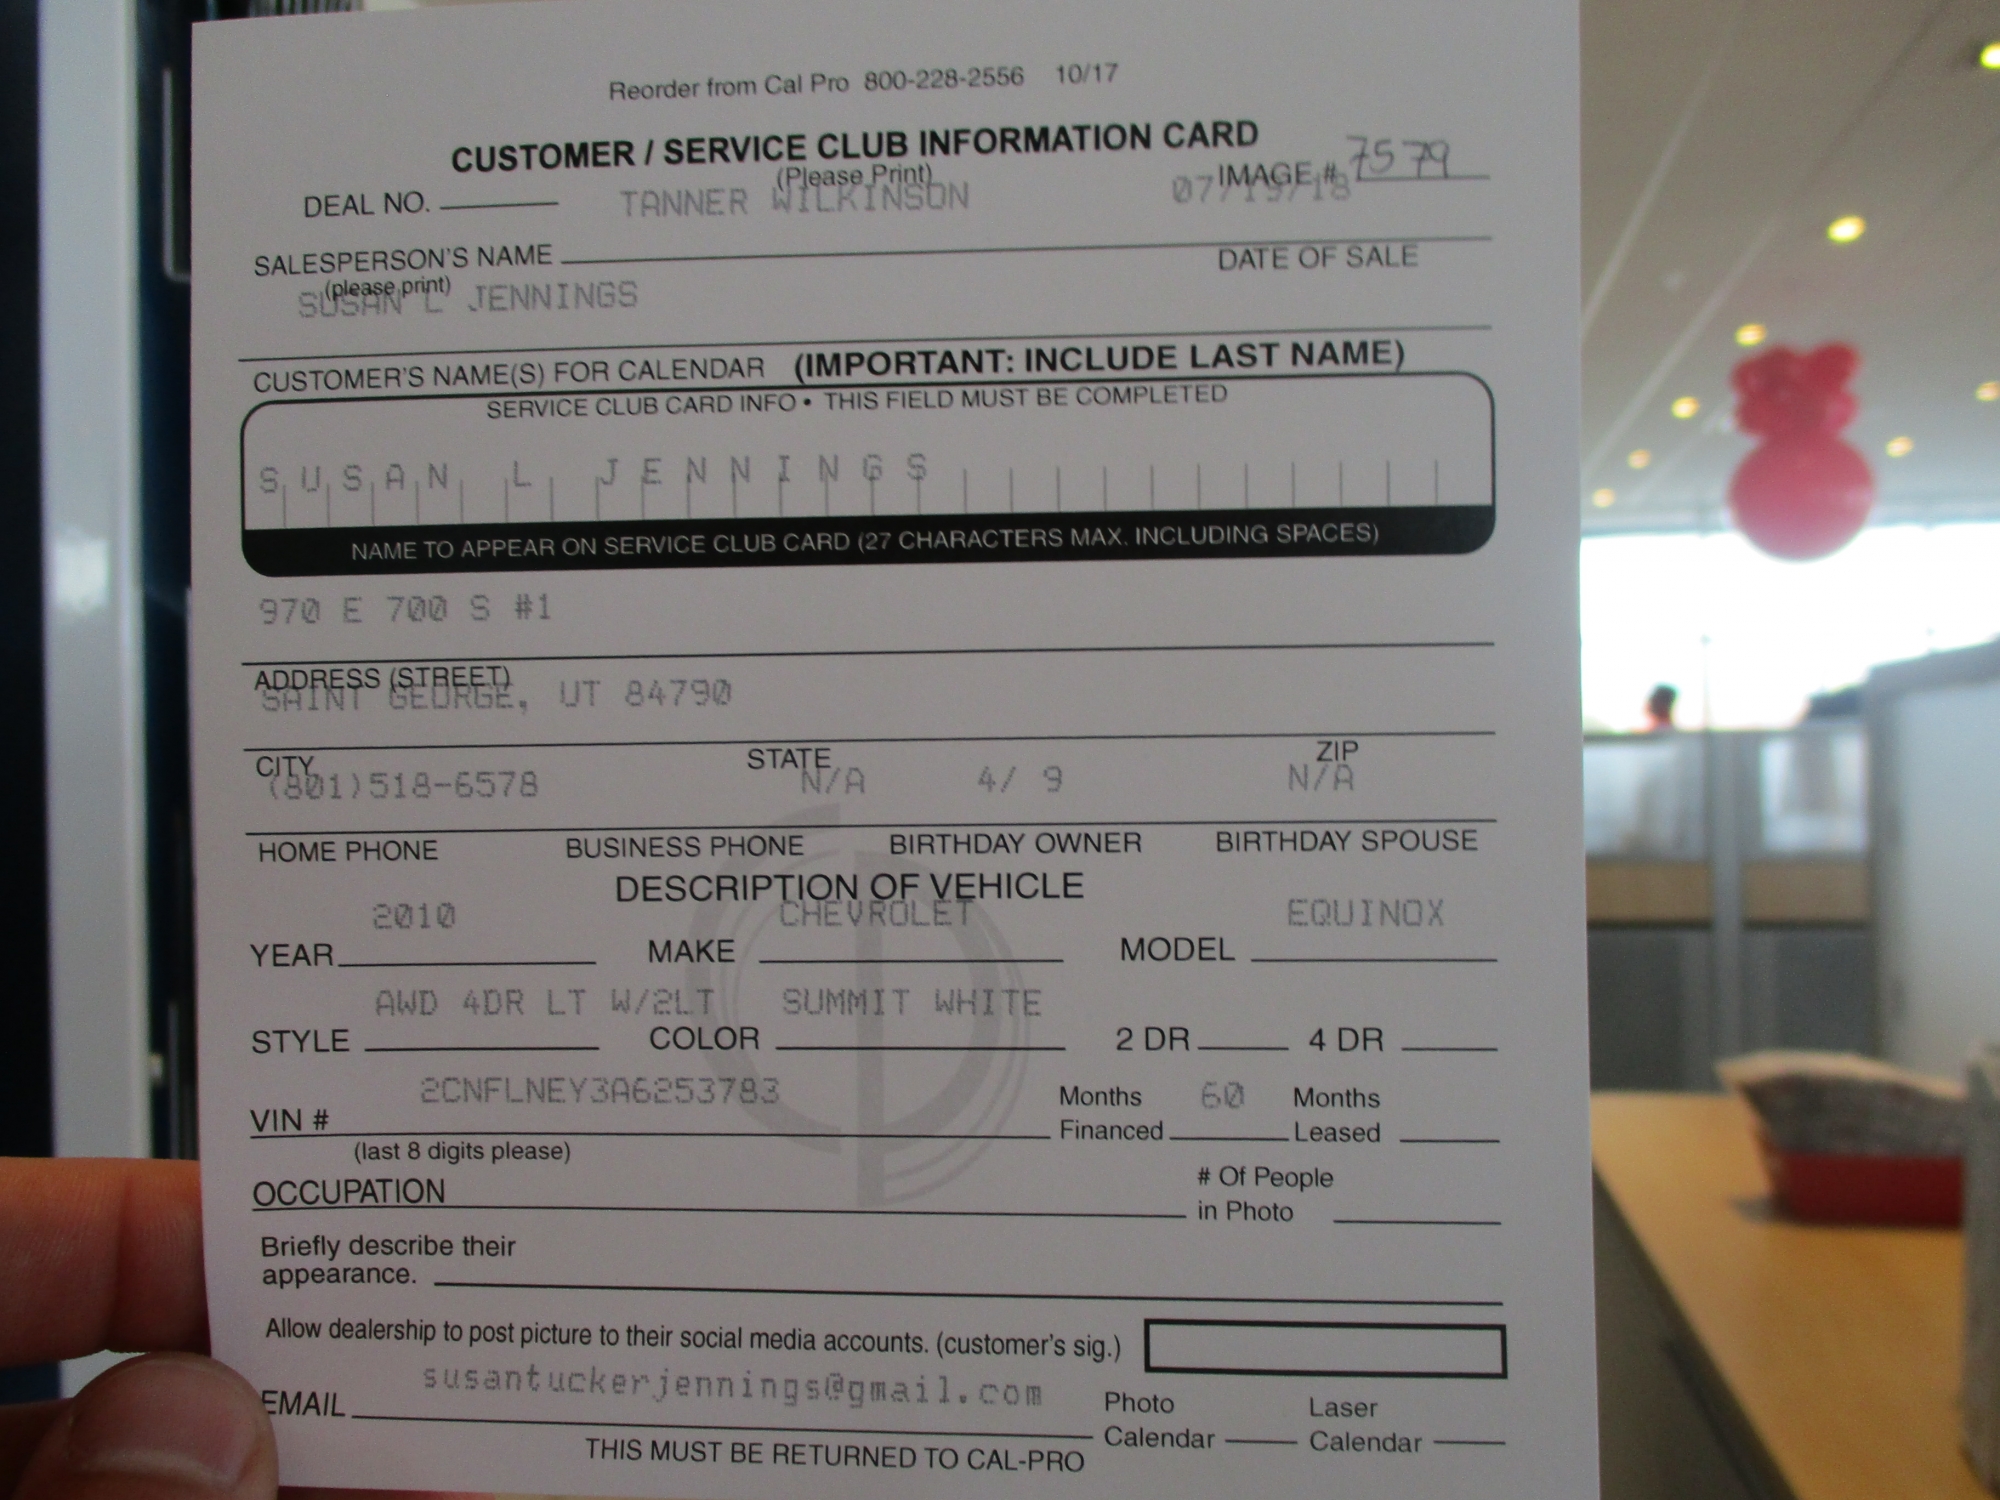 Reorder from Cal Pro 800-228-2556 10/17
CUSTOMER / SERVICE CLUB INFORMATION CARD
(Please Print)
IMAGE # 7579
DEAL NO. TANNER WILKINSON 07/19/18
SALESPERSON'S NAME DATE OF SALE
(please print)
SUSAN L JENNINGS
CUSTOMER'S NAME(S) FOR CALENDAR (IMPORTANT: INCLUDE LAST NAME)
SERVICE CLUB CARD INFO • THIS FIELD MUST BE COMPLETED
SUSAN L JENNINGS
NAME TO APPEAR ON SERVICE CLUB CARD (27 CHARACTERS MAX. INCLUDING SPACES)
970 E 700 S #1
ADDRESS (STREET)
SAINT GEORGE, UT 84790
CITY STATE ZIP
(801)518-6578 N/A 4/ 9 N/A
HOME PHONE BUSINESS PHONE BIRTHDAY OWNER BIRTHDAY SPOUSE
DESCRIPTION OF VEHICLE
2010 CHEVROLET EQUINOX
YEAR MAKE MODEL
AWD 4DR LT W/2LT SUMMIT WHITE
STYLE COLOR 2 DR 4 DR
2CNFLNEY3A6253783
VIN # Months Financed 60 Months Leased
(last 8 digits please)
OCCUPATION # Of People in Photo
Briefly describe their
appearance.
Allow dealership to post picture to their social media accounts. (customer's sig.)
susantuckerjennings@gmail.com
EMAIL Photo Calendar Laser Calendar
THIS MUST BE RETURNED TO CAL-PRO